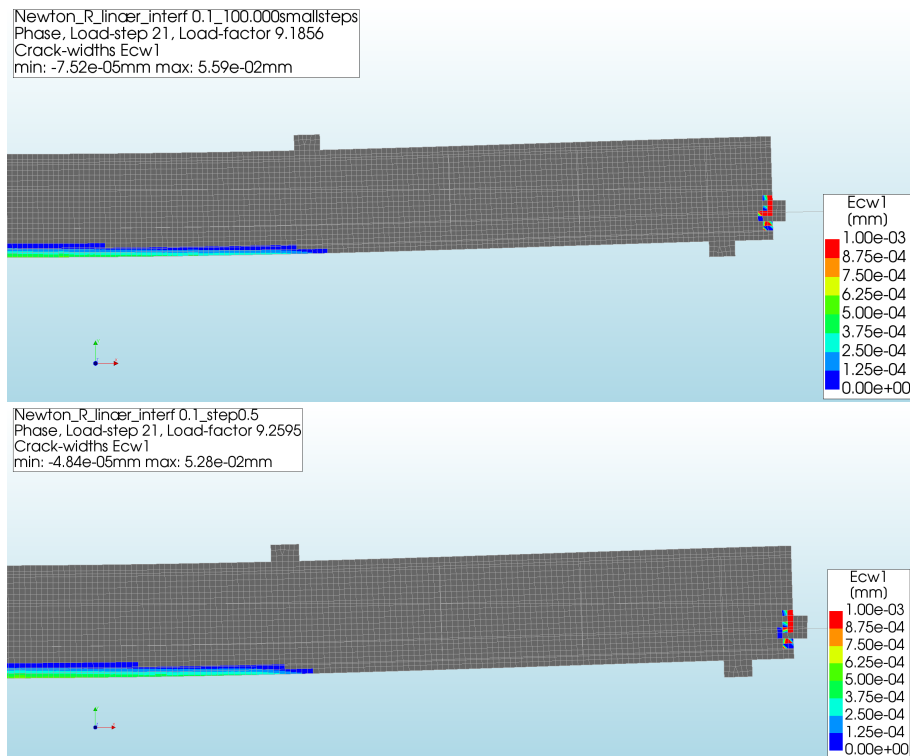 Newton_R_linær_interf 0.1_100.000smallsteps
Phase, Load-step 21, Load-factor 9.1856
Crack-widths Ecw1
min: -7.52e-05mm max: 5.59e-02mm
Ecw1
(mm)
1.00e-03
8.75e-04
7.50e-04
6.25e-04
5.00e-04
3.75e-04
2.50e-04
1.25e-04
0.00e+00
Newton_R_linær_interf 0.1_step0.5
Phase, Load-step 21, Load-factor 9.2595
Crack-widths Ecw1
min: -4.84e-05mm max: 5.28e-02mm
Ecw1
(mm)
1.00e-03
8.75e-04
7.50e-04
6.25e-04
5.00e-04
3.75e-04
2.50e-04
1.25e-04
0.00e+00